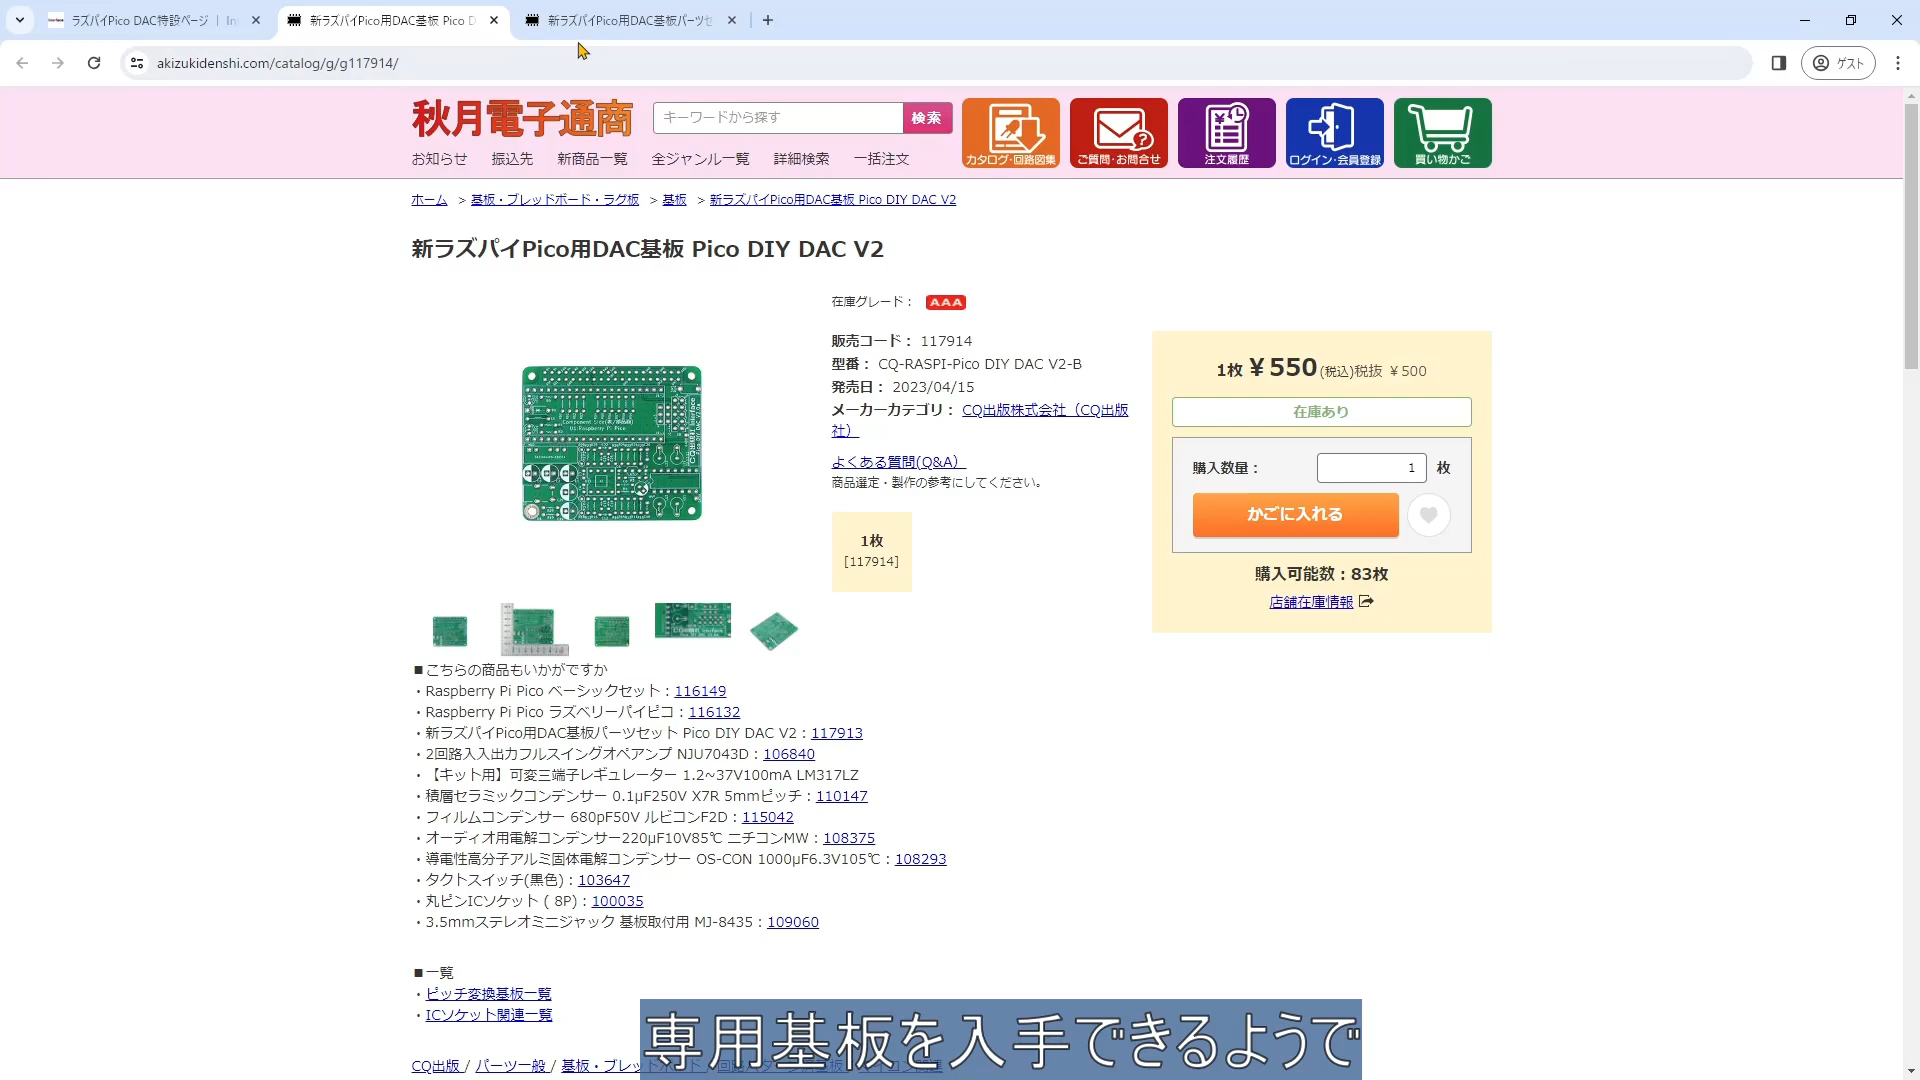 ラズパイPico DAC特設ページ | In
新ラズパイPico用DAC基板 Pico D
新ラズパイPico用DAC基板パーツセ
akizukidenshi.com/catalog/g/g117914/
ゲスト
秋月電子通商
キーワードから探す
検索
カタログ・回路図集
ご質問・お問合せ
注文履歴
ログイン・会員登録
買い物かご
お知らせ 振込先 新商品一覧 全ジャンル一覧 詳細検索 一括注文
ホーム > 基板・ブレッドボード・ラグ板 > 基板 > 新ラズパイPico用DAC基板 Pico DIY DAC V2
新ラズパイPico用DAC基板 Pico DIY DAC V2
在庫グレード： AAA
販売コード： 117914
型番： CQ-RASPI-Pico DIY DAC V2-B
発売日： 2023/04/15
メーカーカテゴリ： CQ出版株式会社（CQ出版
社）
よくある質問(Q&A)
商品選定・製作の参考にしてください。
1枚
[117914]
1枚 ￥550(税込)税抜 ￥500
在庫あり
購入数量： 1 枚
かごに入れる
購入可能数：83枚
店舗在庫情報
■こちらの商品もいかがですか
・Raspberry Pi Pico ベーシックセット：116149
・Raspberry Pi Pico ラズベリーパイピコ：116132
・新ラズパイPico用DAC基板パーツセット Pico DIY DAC V2：117913
・2回路入入出力フルスイングオペアンプ NJU7043D：106840
・【キット用】可変三端子レギュレーター 1.2~37V100mA LM317LZ
・積層セラミックコンデンサー 0.1μF250V X7R 5mmピッチ：110147
・フィルムコンデンサー 680pF50V ルビコンF2D：115042
・オーディオ用電解コンデンサー220μF10V85℃ ニチコンMW：108375
・導電性高分子アルミ固体電解コンデンサー OS-CON 1000μF6.3V105℃：108293
・タクトスイッチ(黒色)：103647
・丸ピンICソケット ( 8P)：100035
・3.5mmステレオミニジャック 基板取付用 MJ-8435：109060
■一覧
・ピッチ変換基板一覧
・ICソケット関連一覧
CQ出版 / パーツ一般 / 基板・ブレッ
専用基板を入手できるようで